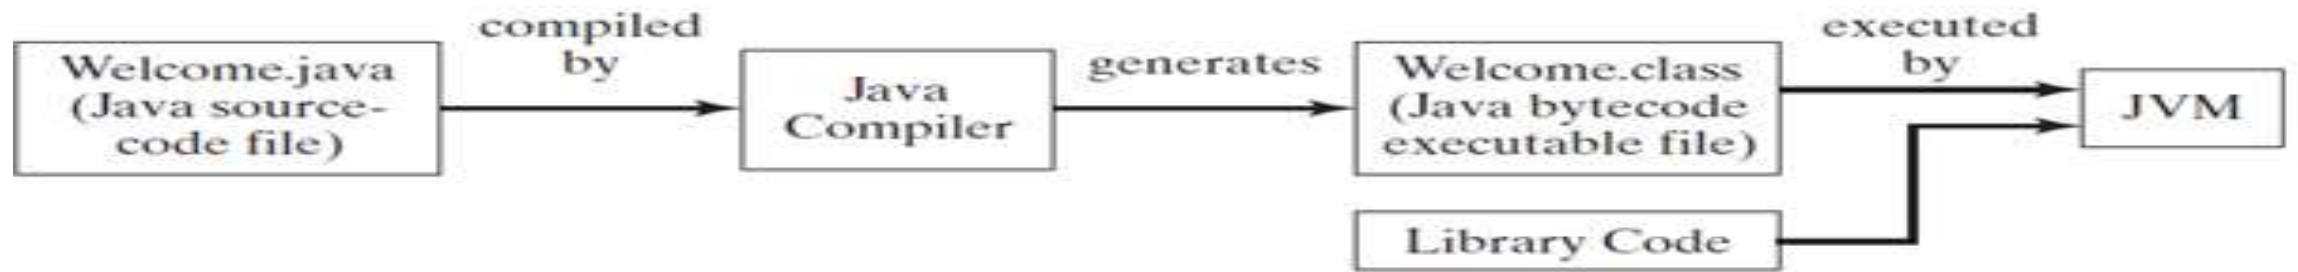 Welcome.java
(Java source-
code file)
compiled
by
Java
Compiler
generates
Welcome.class
(Java bytecode
executable file)
executed
by
JVM
Library Code